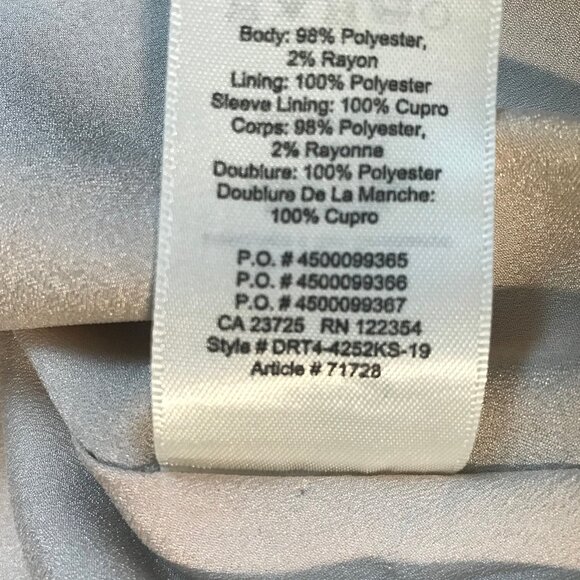 Body: 98% Polyester,
2% Rayon
Lining: 100% Polyester
Sleeve Lining: 100% Cupro
Corps: 98% Polyester,
2% Rayonne
Doublure: 100% Polyester
Doublure De La Manche:
100% Cupro
P.O. # 4500099365
P.O. # 4500099366
P.O. # 4500099367
CA 23725 RN 122354
Style # DRT4-4252KS-19
Article # 71728